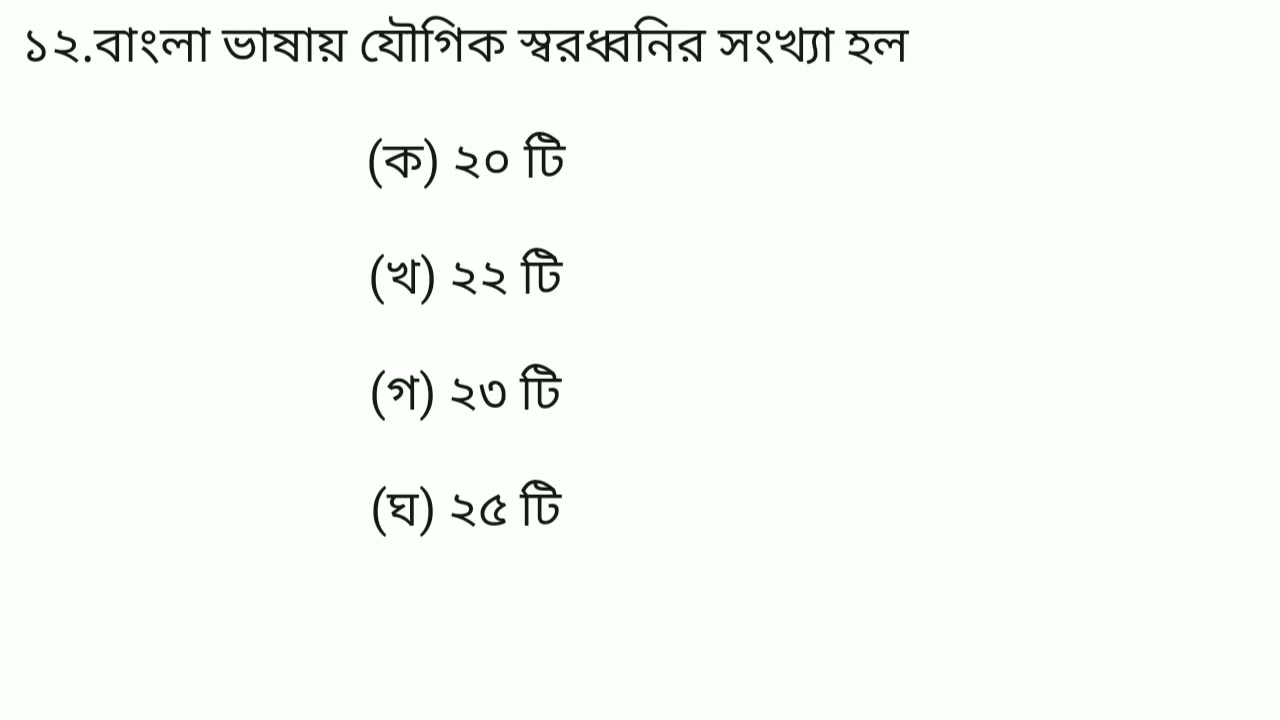 ১২.বাংলা ভাষায় যৌগিক স্বরধ্বনির সংখ্যা হল
(ক) ২০ টি
(খ) ২২ টি
(গ) ২৩ টি
(ঘ) ২৫ টি